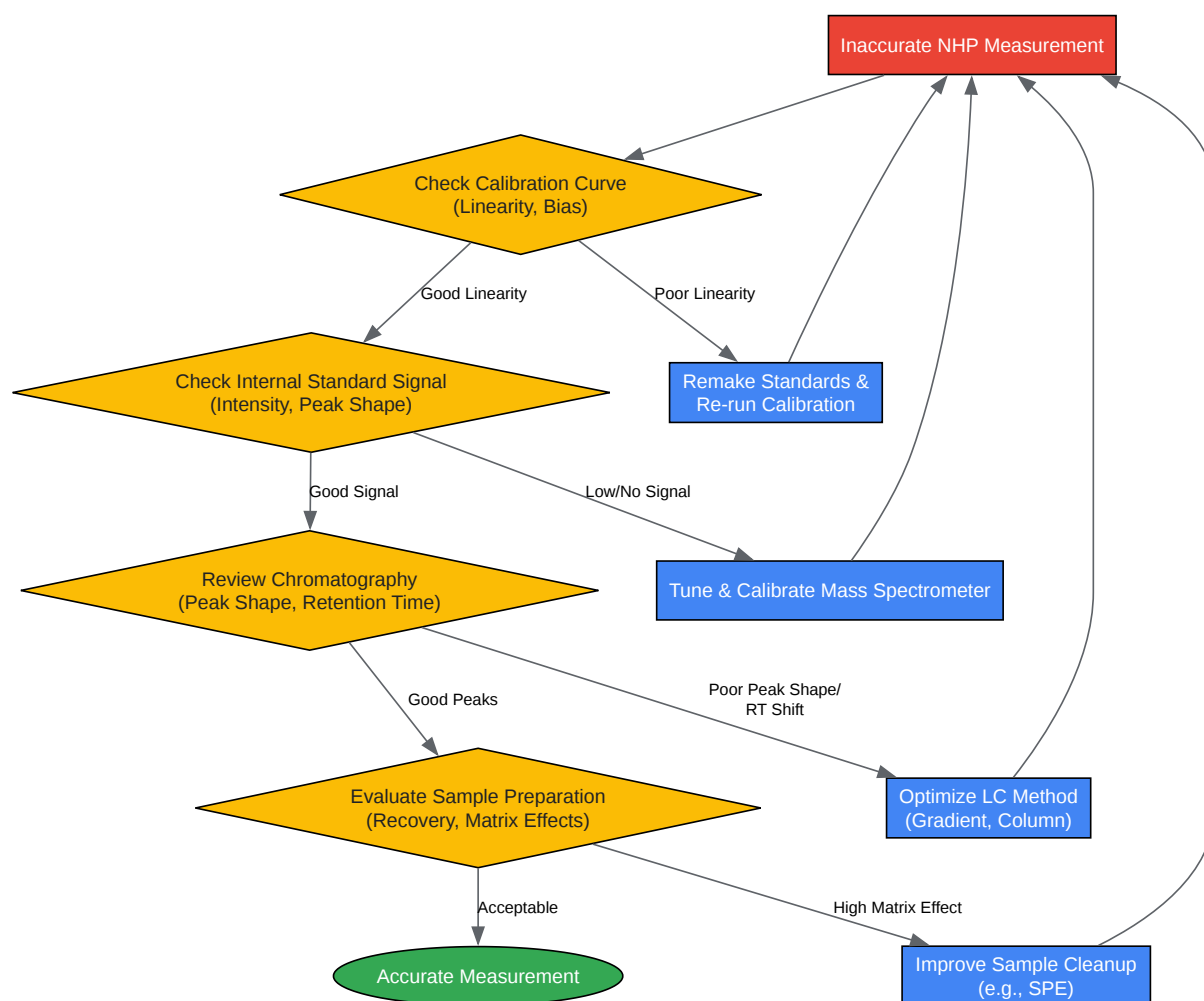 Inaccurate NHP Measurement
Check Calibration Curve
(Linearity, Bias)
Good Linearity
Poor Linearity
Check Internal Standard Signal
(Intensity, Peak Shape)
Remake Standards &
Re-run Calibration
Good Signal
Low/No Signal
Review Chromatography
(Peak Shape, Retention Time)
Tune & Calibrate Mass Spectrometer
Good Peaks
Poor Peak Shape/
RT Shift
Evaluate Sample Preparation
(Recovery, Matrix Effects)
Optimize LC Method
(Gradient, Column)
Acceptable
High Matrix Effect
Accurate Measurement
Improve Sample Cleanup
(e.g., SPE)